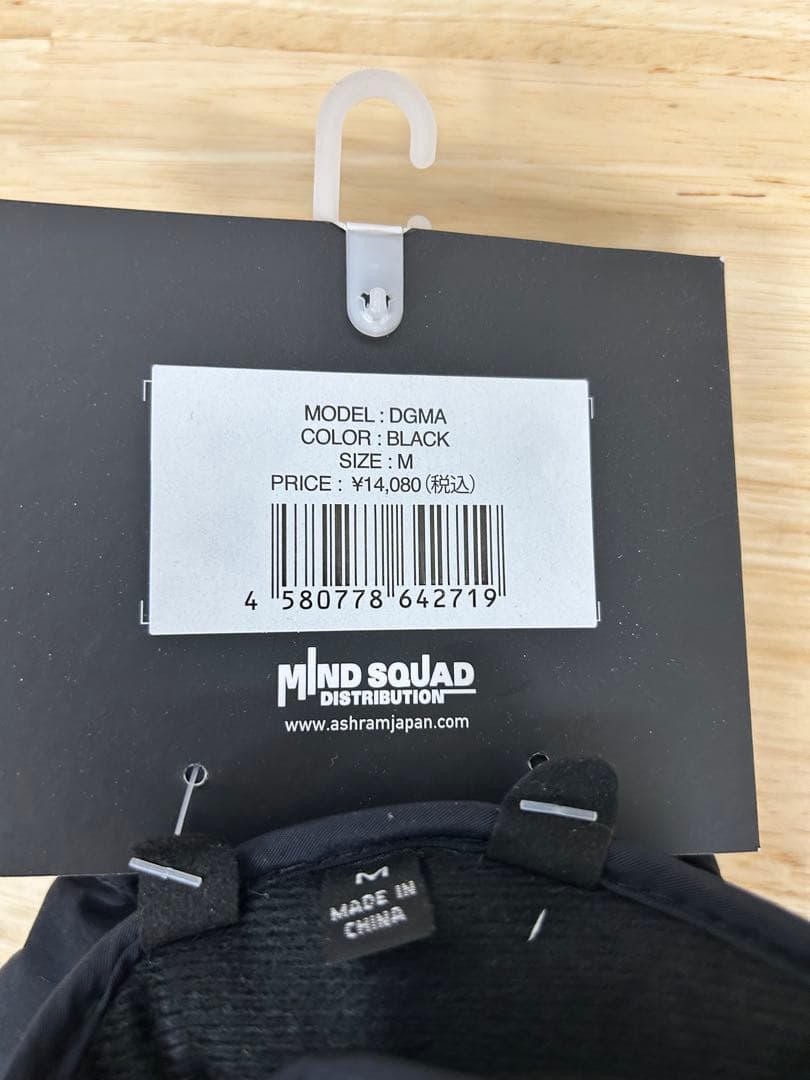 MODEL : DGMA
COLOR : BLACK
SIZE : M
PRICE : ¥14,080(税込)
4 580778 642719
MIND SQUAD
DISTRIBUTION
www.ashramjapan.com
M
MADE IN
CHINA